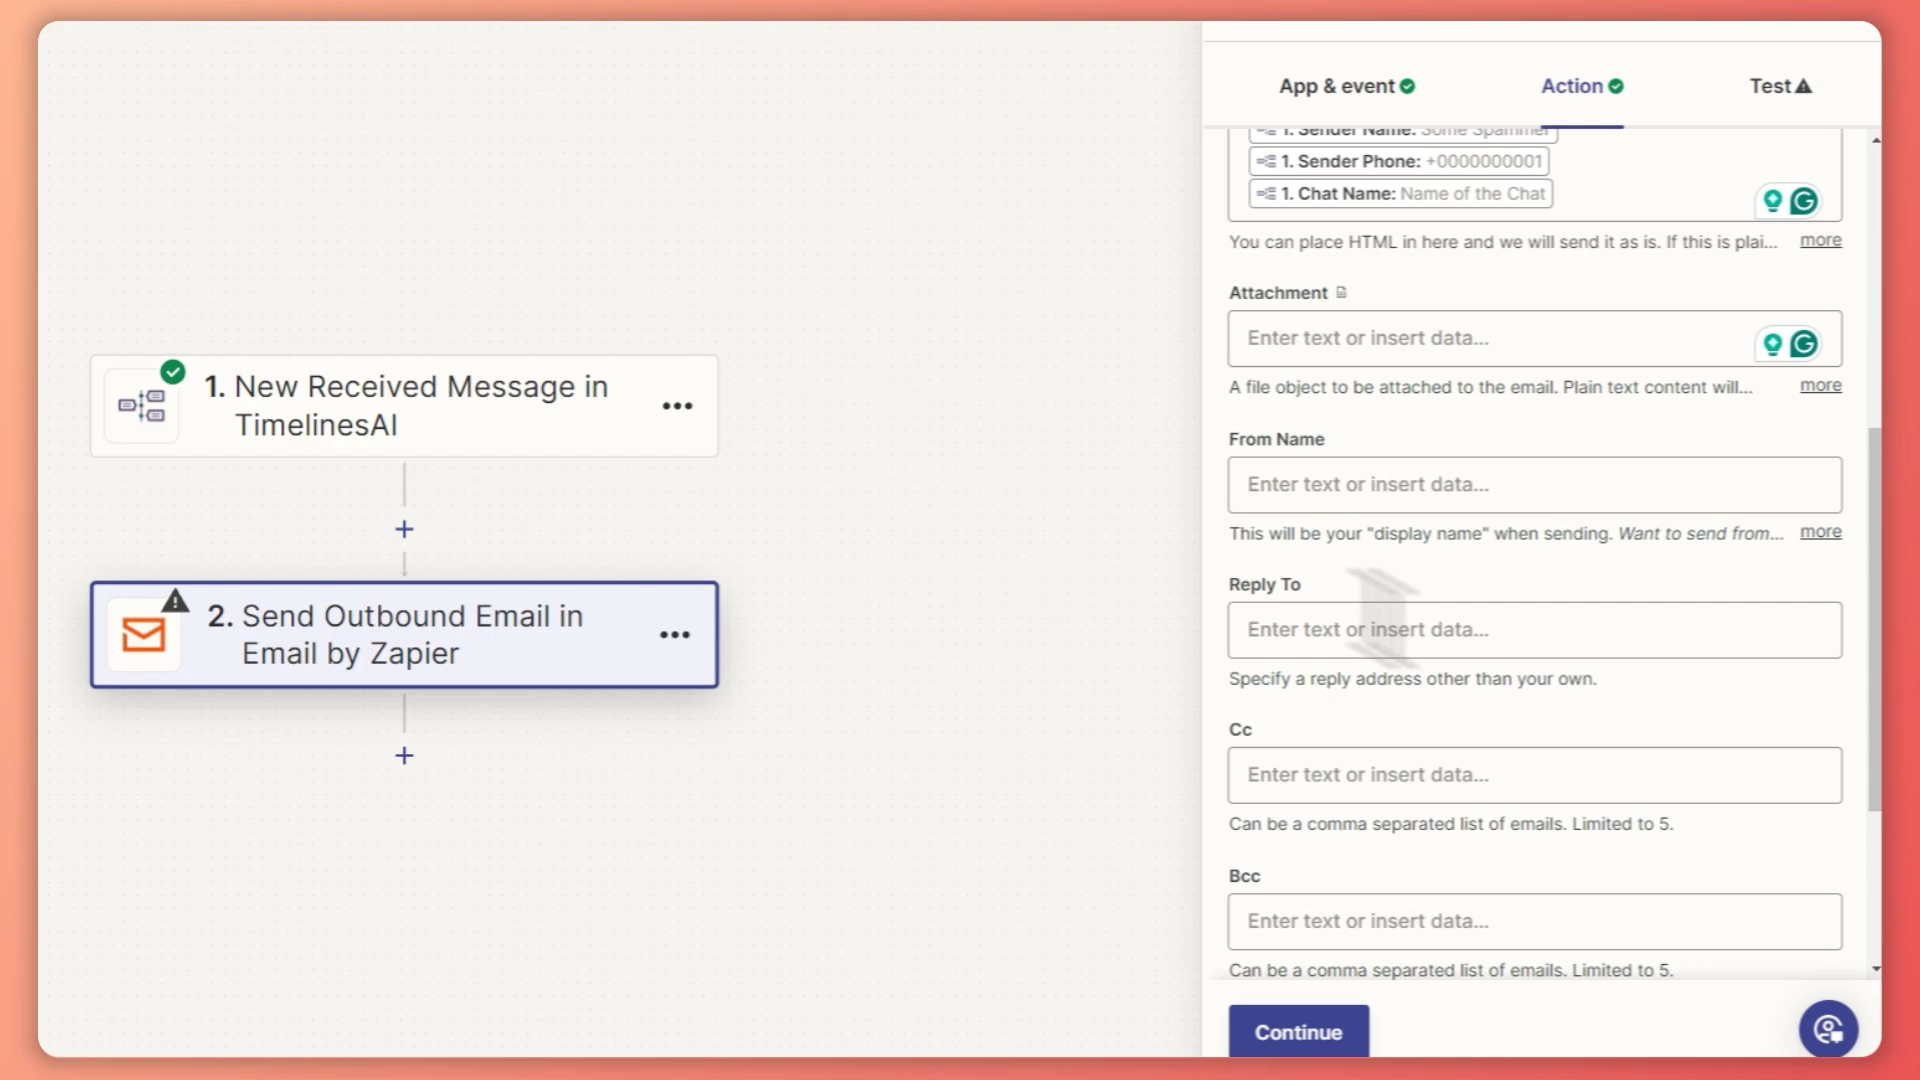 App & event
Action
Test
1. Sender Name: Some Spammer
1. Sender Phone: +0000000001
1. Chat Name: Name of the Chat
You can place HTML in here and we will send it as is. If this is plai... more
Attachment
Enter text or insert data...
A file object to be attached to the email. Plain text content will... more
From Name
Enter text or insert data...
This will be your "display name" when sending. Want to send from... more
Reply To
Enter text or insert data...
Specify a reply address other than your own.
Cc
Enter text or insert data...
Can be a comma separated list of emails. Limited to 5.
Bcc
Enter text or insert data...
Can be a comma separated list of emails. Limited to 5.
Continue
1. New Received Message in
TimelinesAI
2. Send Outbound Email in
Email by Zapier